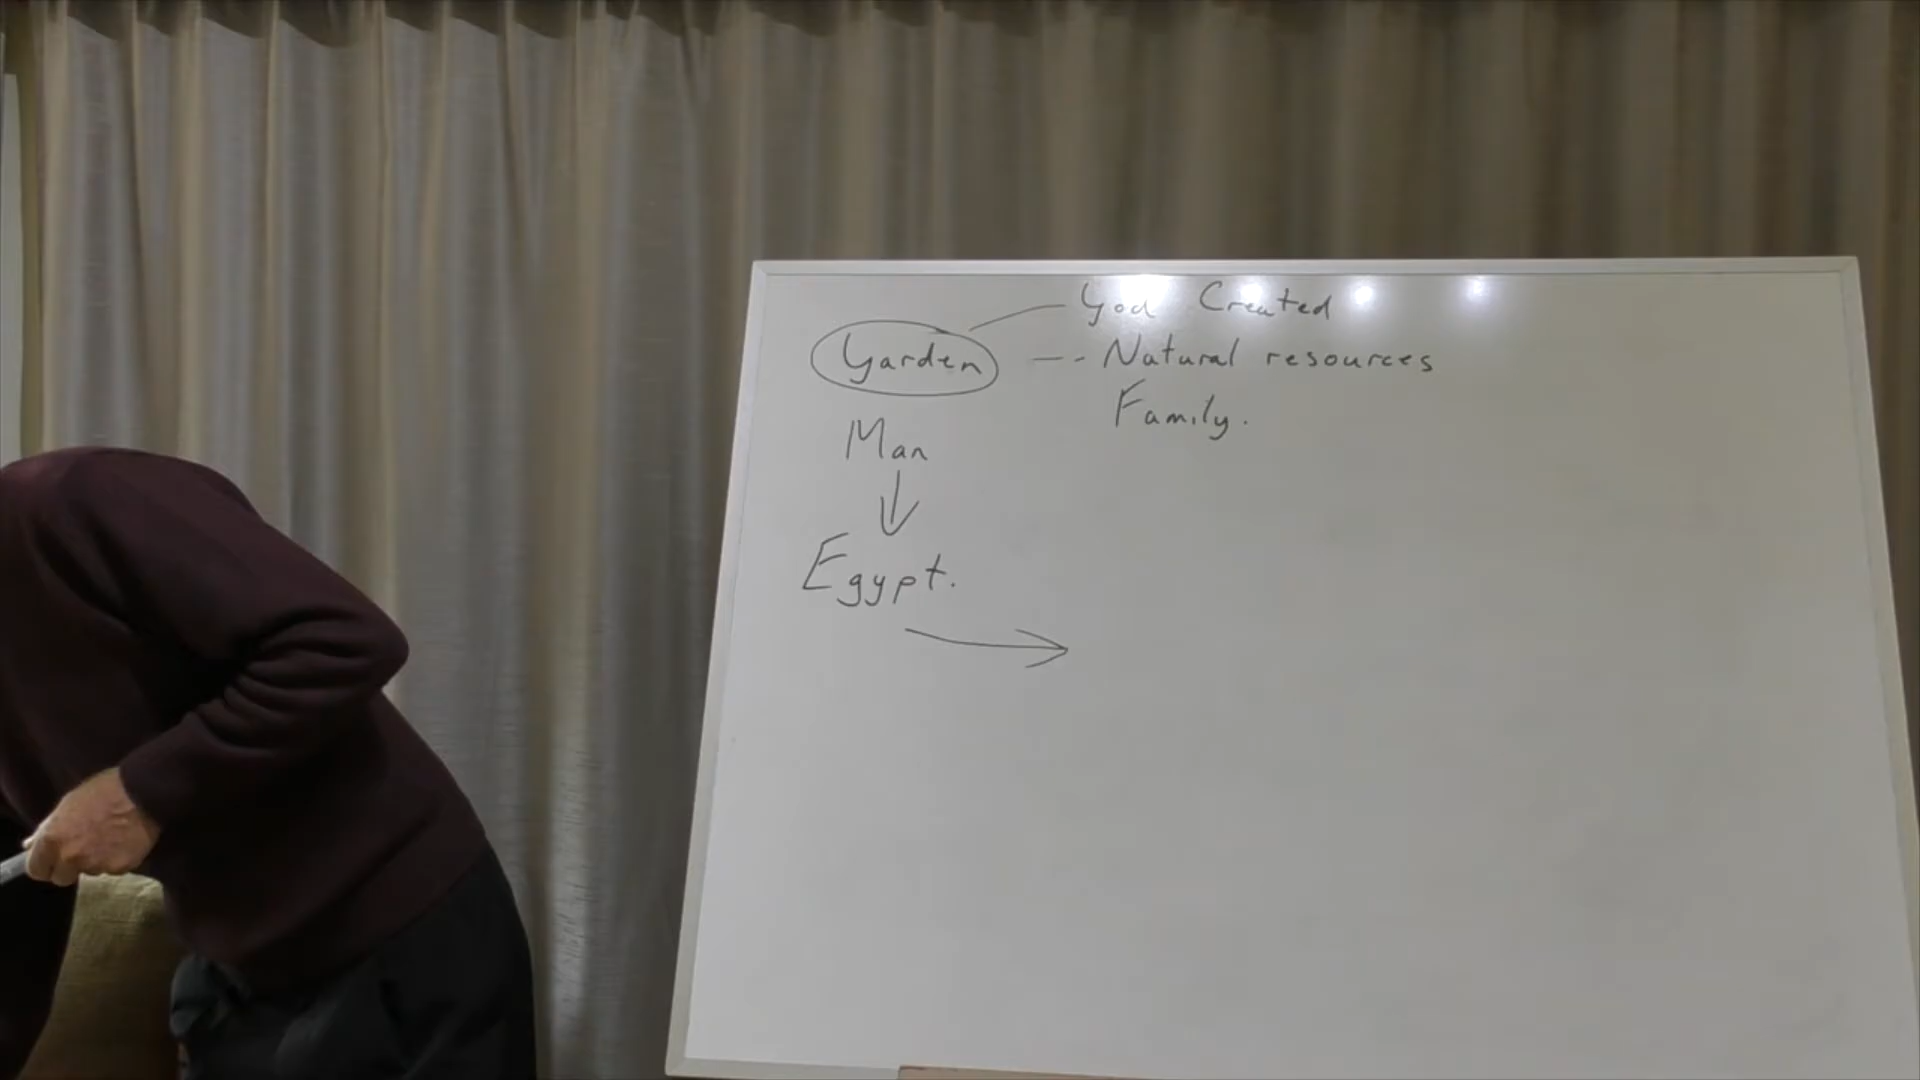 God Created
Garden -- Natural resources
Family.
Man
Egypt.